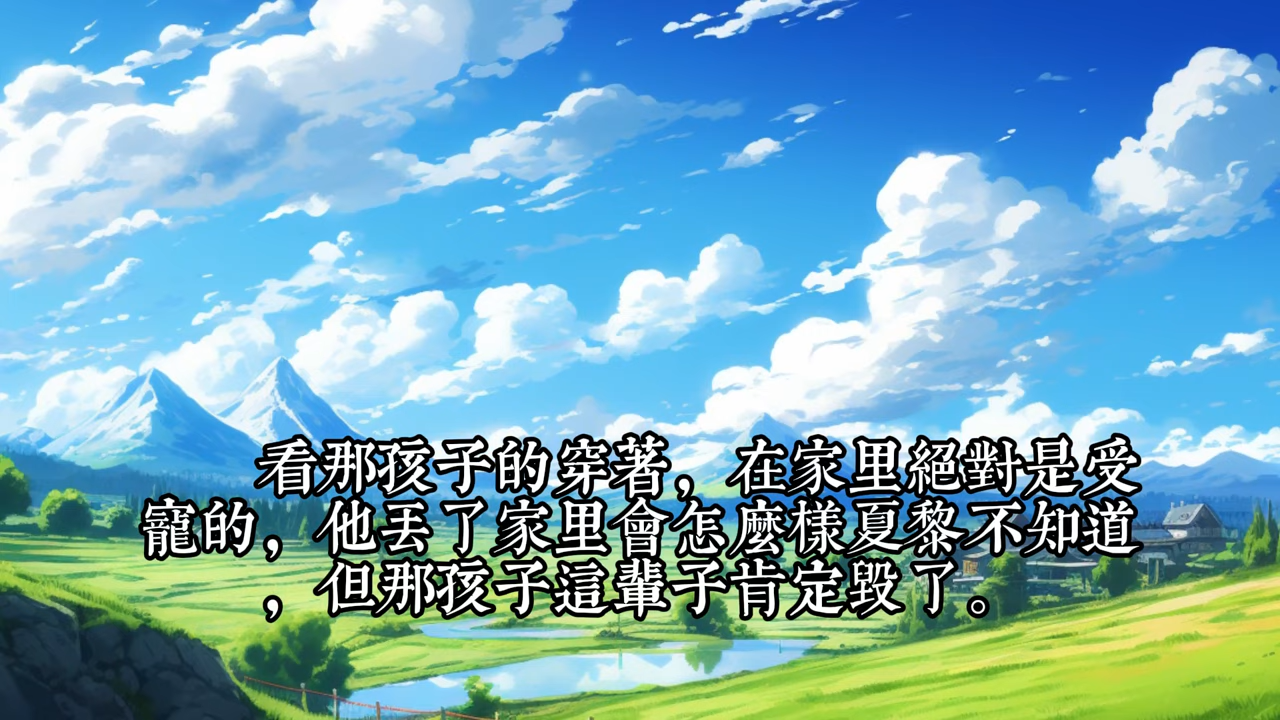 看那孩子的穿著，在家里絕對是受
寵的，他丟了家里會怎麼樣夏黎不知道
，但那孩子這輩子肯定毀了。